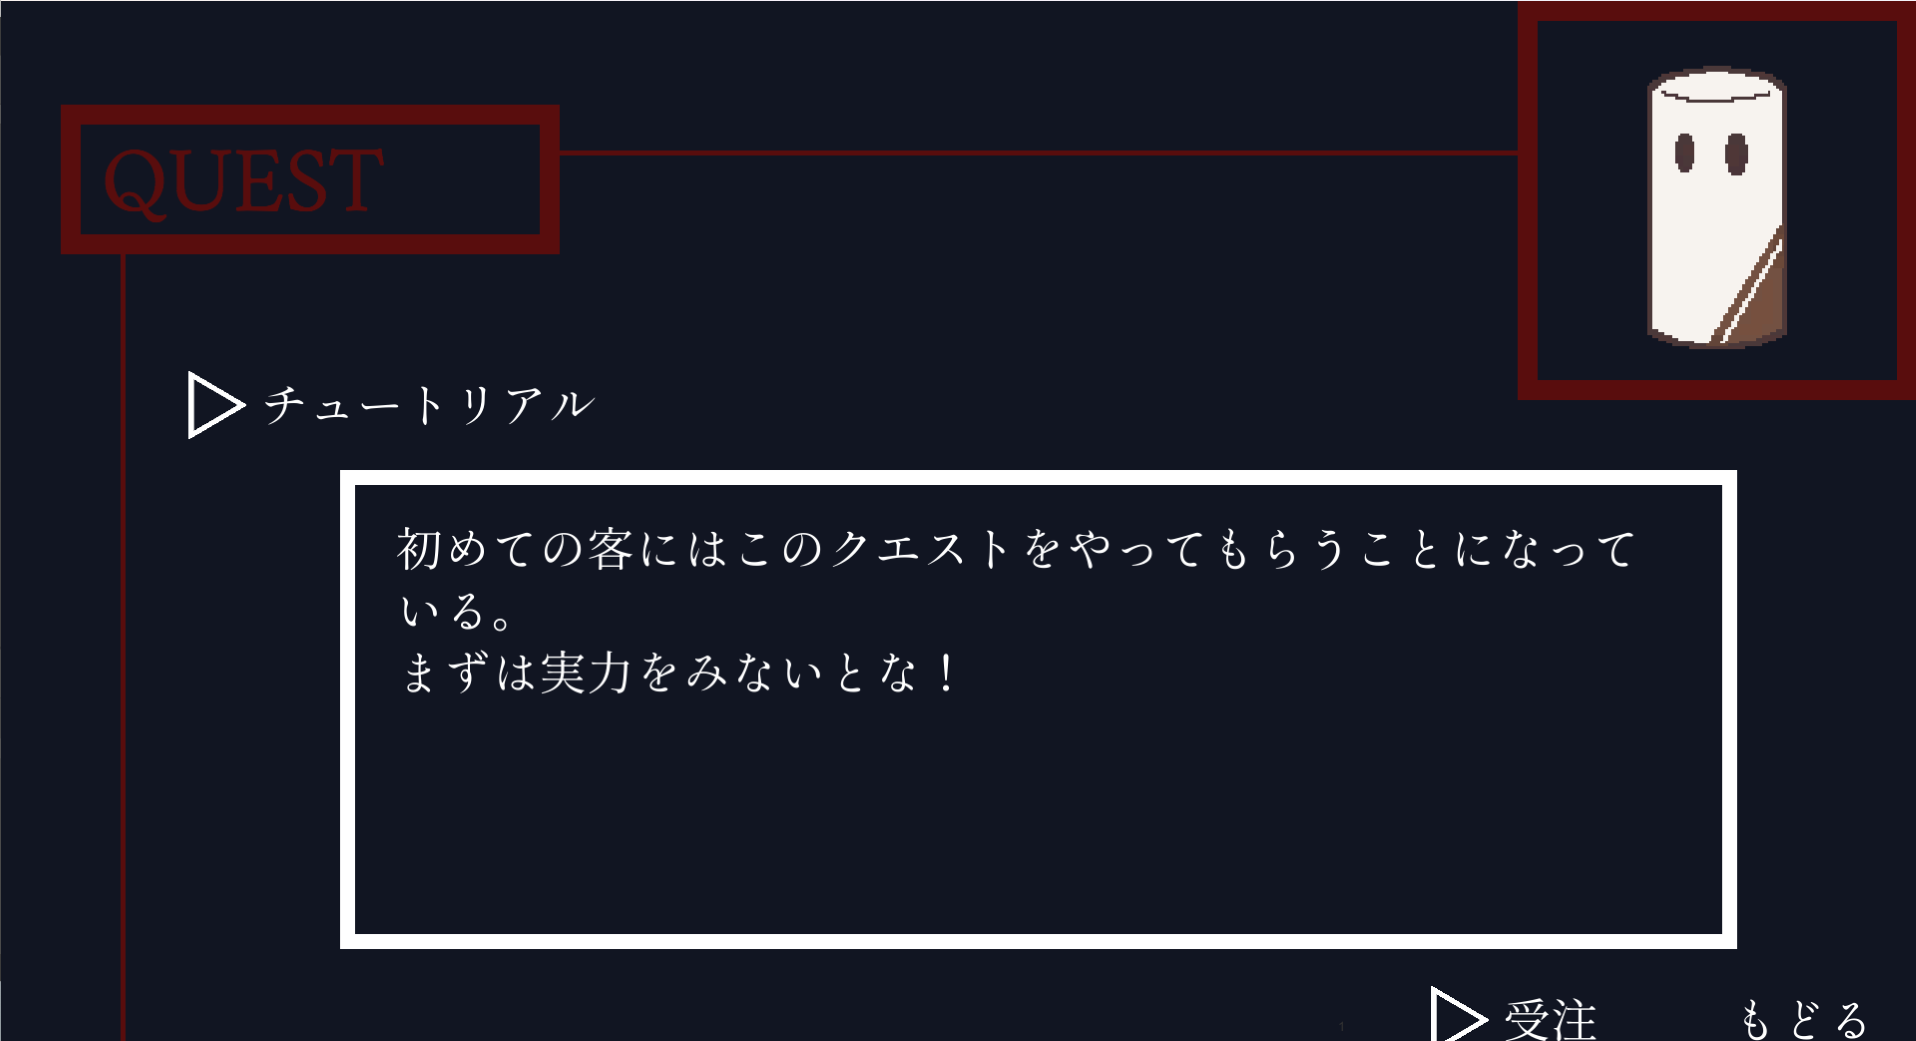 QUEST
チュートリアル
初めての客にはこのクエストをやってもらうことになって
いる。
まずは実力をみないとな！
1
受注
もどる